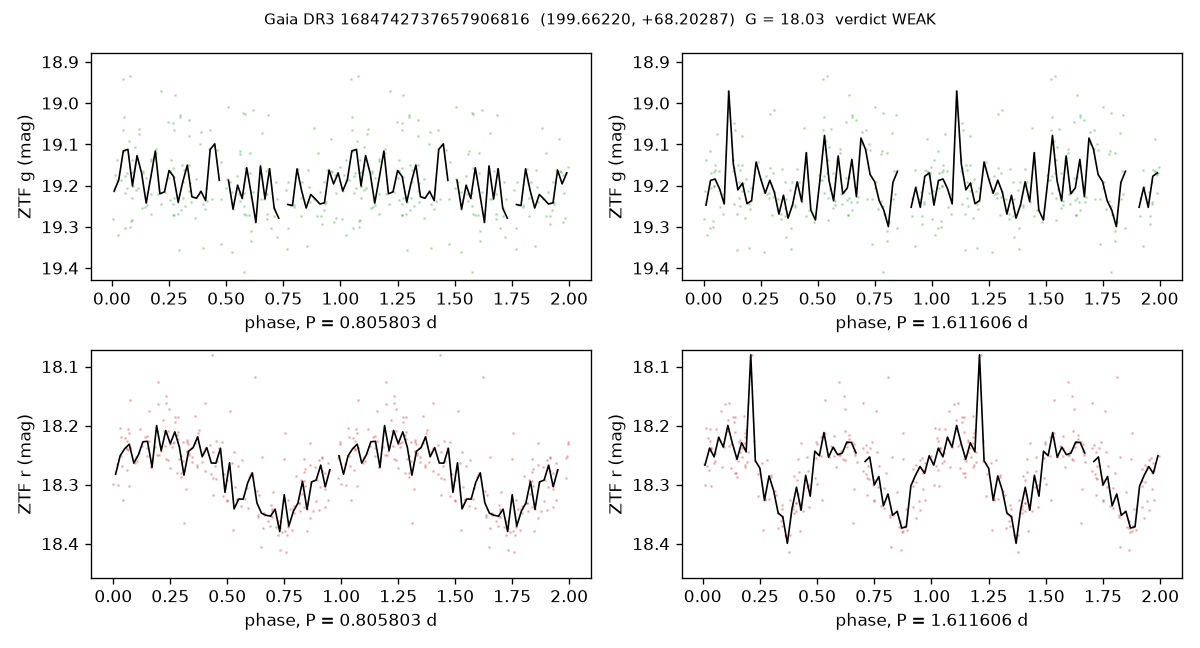 Gaia DR3 1684742737657906816 (199.66220, +68.20287) G = 18.03 verdict WEAK
ZTF g (mag)
18.9
19.0
19.1
19.2
19.3
19.4
0.00 0.25 0.50 0.75 1.00 1.25 1.50 1.75 2.00
phase, P = 0.805803 d
ZTF g (mag)
18.9
19.0
19.1
19.2
19.3
19.4
0.00 0.25 0.50 0.75 1.00 1.25 1.50 1.75 2.00
phase, P = 1.611606 d
ZTF r (mag)
18.1
18.2
18.3
18.4
0.00 0.25 0.50 0.75 1.00 1.25 1.50 1.75 2.00
phase, P = 0.805803 d
ZTF r (mag)
18.1
18.2
18.3
18.4
0.00 0.25 0.50 0.75 1.00 1.25 1.50 1.75 2.00
phase, P = 1.611606 d